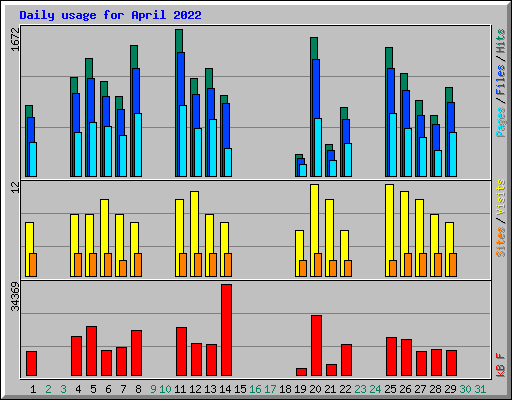 Daily usage for April 2022
1672
Pages / Files / Hits
12
Sites / Visits
34369
kB F
1 2 3 4 5 6 7 8 9 10 11 12 13 14 15 16 17 18 19 20 21 22 23 24 25 26 27 28 29 30 31